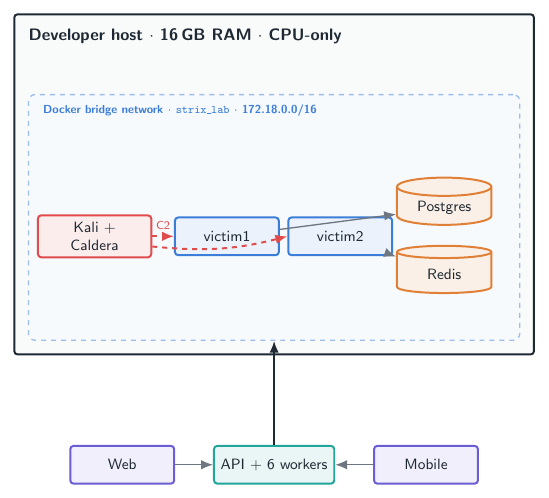 Developer host · 16 GB RAM · CPU-only
Docker bridge network · strix_lab · 172.18.0.0/16
Postgres
Kali +
Caldera
C2
victim1
victim2
Redis
Web
API + 6 workers
Mobile